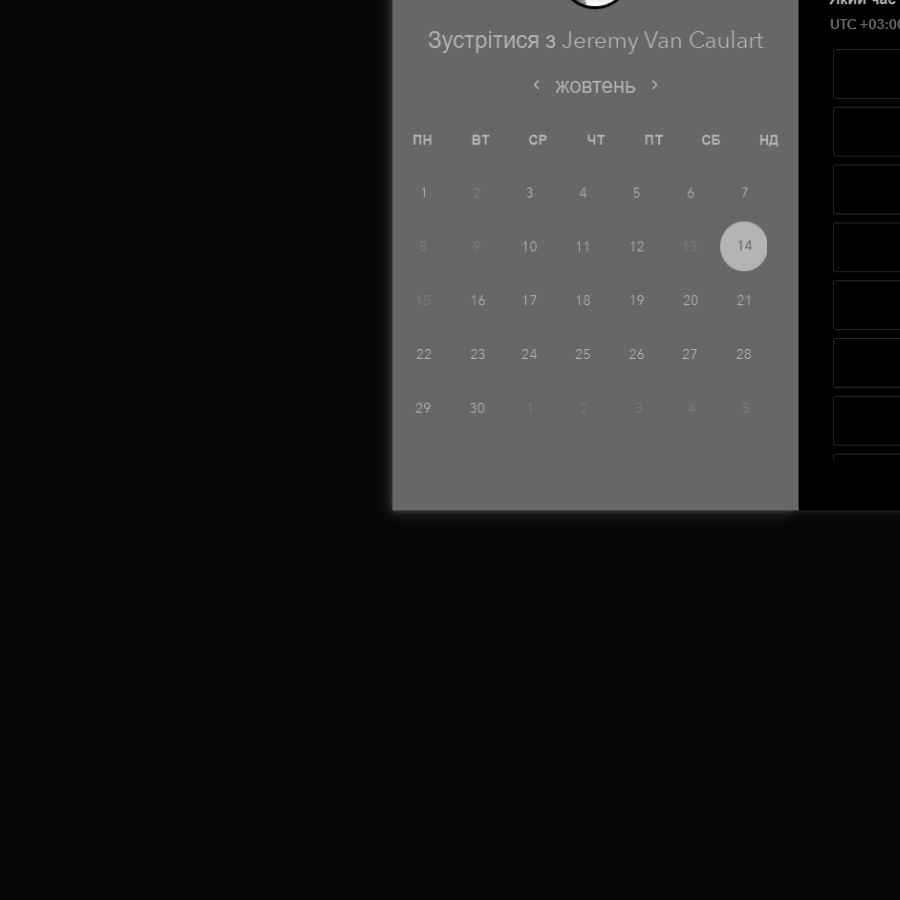 Зустрітися з Jeremy Van Caulart
‹ жовтень ›
ПН ВТ СР ЧТ ПТ СБ НД
1 2 3 4 5 6 7
8 9 10 11 12 13 14
15 16 17 18 19 20 21
22 23 24 25 26 27 28
29 30 1 2 3 4 5
Який час
UTC +03:00